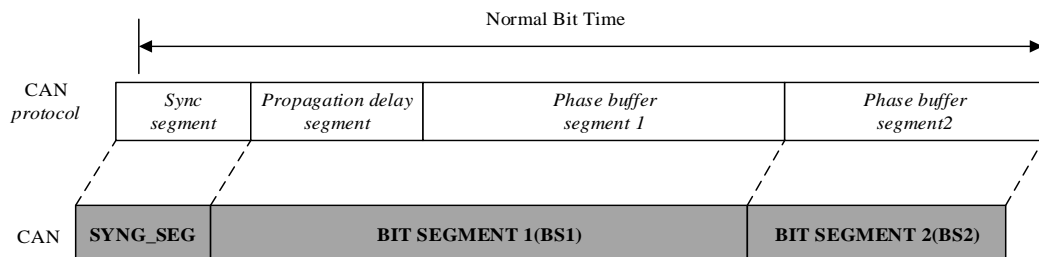 Normal Bit Time
CAN
protocol
Sync
segment
Propagation delay
segment
Phase buffer
segment 1
Phase buffer
segment2
CAN
SYNG_SEG
BIT SEGMENT 1(BS1)
BIT SEGMENT 2(BS2)